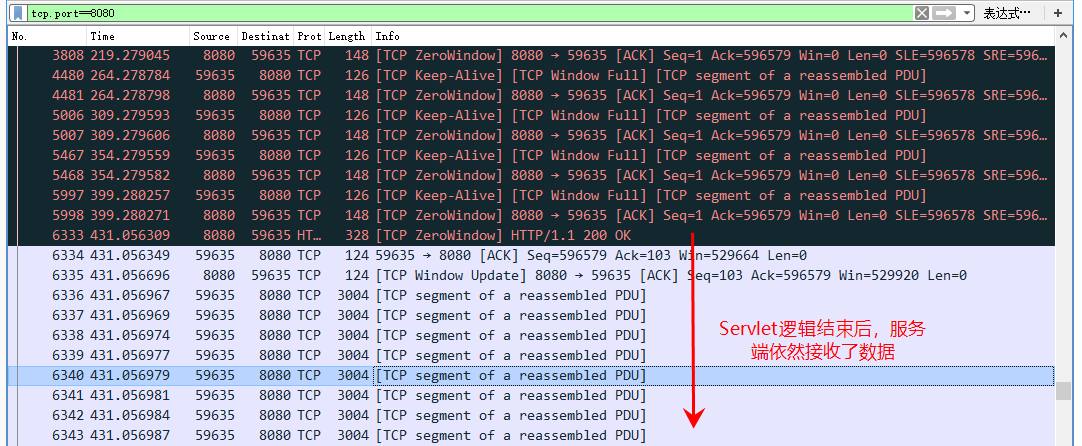 tcp.port==8080 表达式… +
No. Time Source Destinat Prot Length Info
3808 219.279045 8080 59635 TCP 148 [TCP ZeroWindow] 8080 → 59635 [ACK] Seq=1 Ack=596579 Win=0 Len=0 SLE=596578 SRE=596…
4480 264.278784 59635 8080 TCP 126 [TCP Keep-Alive] [TCP Window Full] [TCP segment of a reassembled PDU]
4481 264.278798 8080 59635 TCP 148 [TCP ZeroWindow] 8080 → 59635 [ACK] Seq=1 Ack=596579 Win=0 Len=0 SLE=596578 SRE=596…
5006 309.279593 59635 8080 TCP 126 [TCP Keep-Alive] [TCP Window Full] [TCP segment of a reassembled PDU]
5007 309.279606 8080 59635 TCP 148 [TCP ZeroWindow] 8080 → 59635 [ACK] Seq=1 Ack=596579 Win=0 Len=0 SLE=596578 SRE=596…
5467 354.279559 59635 8080 TCP 126 [TCP Keep-Alive] [TCP Window Full] [TCP segment of a reassembled PDU]
5468 354.279582 8080 59635 TCP 148 [TCP ZeroWindow] 8080 → 59635 [ACK] Seq=1 Ack=596579 Win=0 Len=0 SLE=596578 SRE=596…
5997 399.280257 59635 8080 TCP 126 [TCP Keep-Alive] [TCP Window Full] [TCP segment of a reassembled PDU]
5998 399.280271 8080 59635 TCP 148 [TCP ZeroWindow] 8080 → 59635 [ACK] Seq=1 Ack=596579 Win=0 Len=0 SLE=596578 SRE=596…
6333 431.056309 8080 59635 HT… 328 [TCP ZeroWindow] HTTP/1.1 200 OK
6334 431.056349 59635 8080 TCP 124 59635 → 8080 [ACK] Seq=596579 Ack=103 Win=529664 Len=0
6335 431.056696 8080 59635 TCP 124 [TCP Window Update] 8080 → 59635 [ACK] Seq=103 Ack=596579 Win=529920 Len=0
6336 431.056967 59635 8080 TCP 3004 [TCP segment of a reassembled PDU]
6337 431.056969 59635 8080 TCP 3004 [TCP segment of a reassembled PDU]
6338 431.056974 59635 8080 TCP 3004 [TCP segment of a reassembled PDU]
6339 431.056977 59635 8080 TCP 3004 [TCP segment of a reassembled PDU]
6340 431.056979 59635 8080 TCP 3004 [TCP segment of a reassembled PDU]
6341 431.056981 59635 8080 TCP 3004 [TCP segment of a reassembled PDU]
6342 431.056984 59635 8080 TCP 3004 [TCP segment of a reassembled PDU]
6343 431.056987 59635 8080 TCP 3004 [TCP segment of a reassembled PDU]
Servlet逻辑结束后，服务
端依然接收了数据